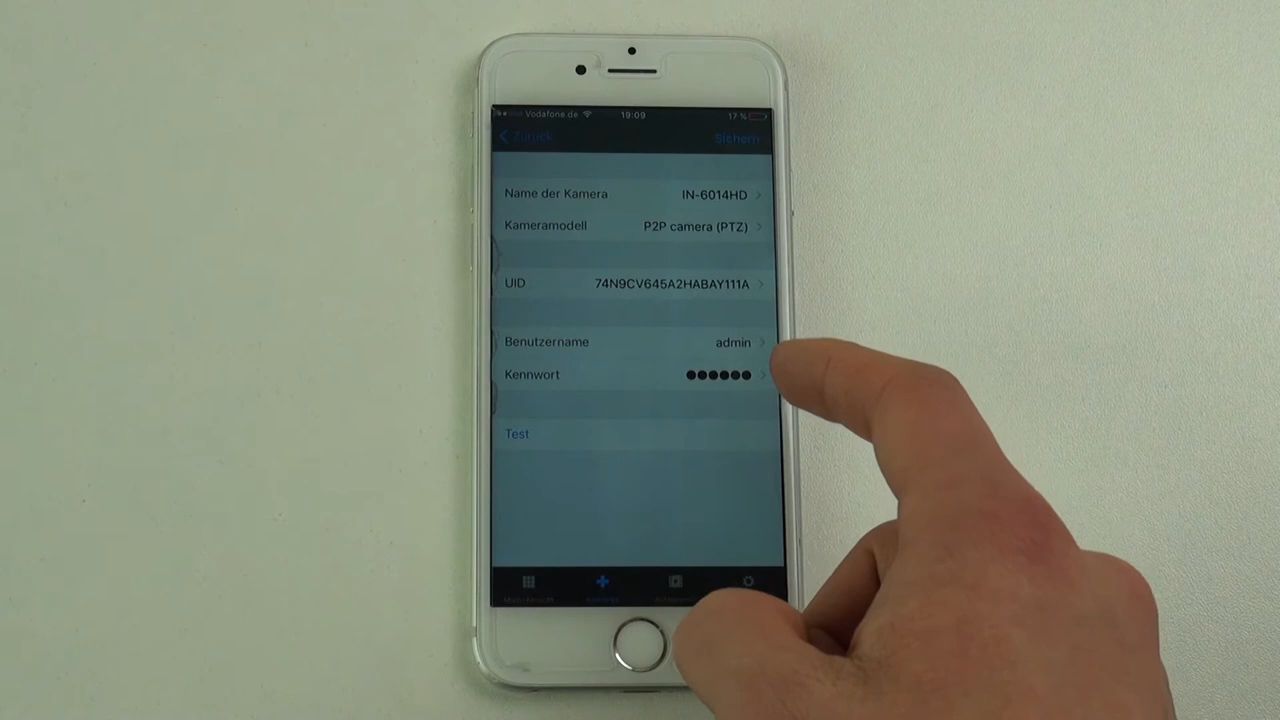 Vodafone.de 19:09 17 %
Zurück Sichern
Name der Kamera IN-6014HD
Kameramodell P2P camera (PTZ)
UID 74N9CV645A2HABAY111A
Benutzername admin
Kennwort ●●●●●●
Test